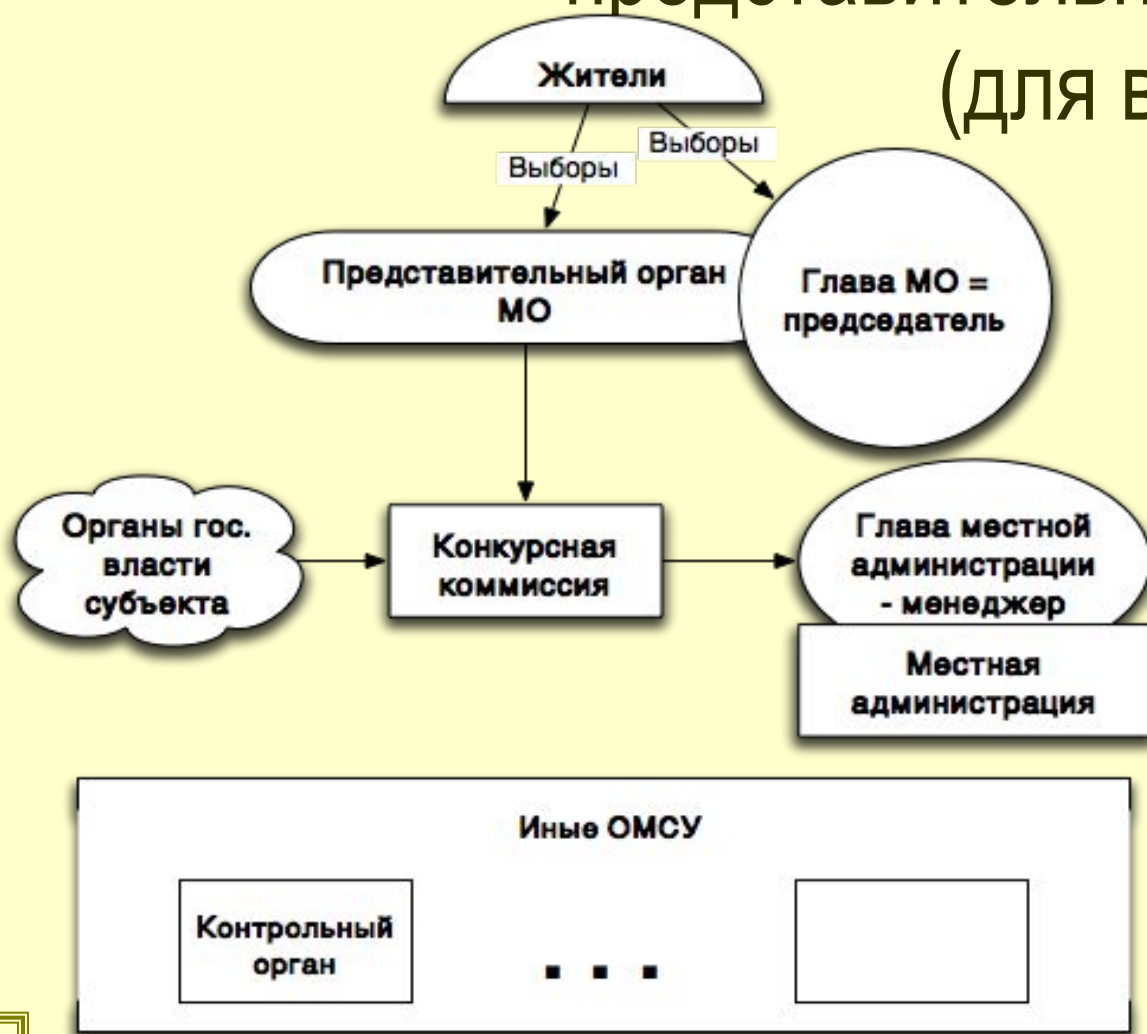 (для в
Жители
Выборы
Выборы
Представительный орган
МО
Глава МО =
председатель
Органы гос.
власти
субъекта
Конкурсная
коммиссия
Глава местной
администрации
- менеджер
Местная
администрация
Иные ОМСУ
Контрольный
орган
. . .